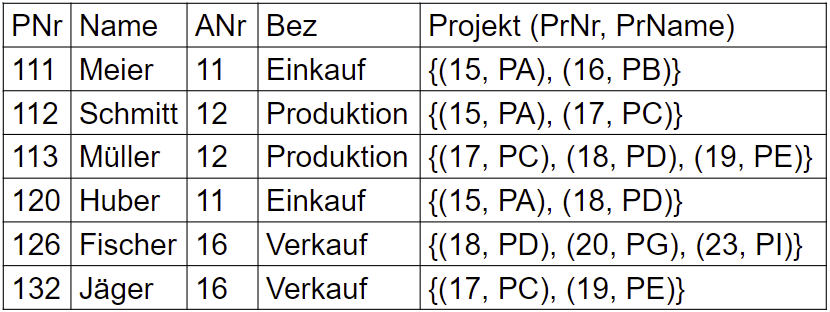 PNr Name ANr Bez Projekt (PrNr, PrName)
111 Meier 11 Einkauf {(15, PA), (16, PB)}
112 Schmitt 12 Produktion {(15, PA), (17, PC)}
113 Müller 12 Produktion {(17, PC), (18, PD), (19, PE)}
120 Huber 11 Einkauf {(15, PA), (18, PD)}
126 Fischer 16 Verkauf {(18, PD), (20, PG), (23, PI)}
132 Jäger 16 Verkauf {(17, PC), (19, PE)}